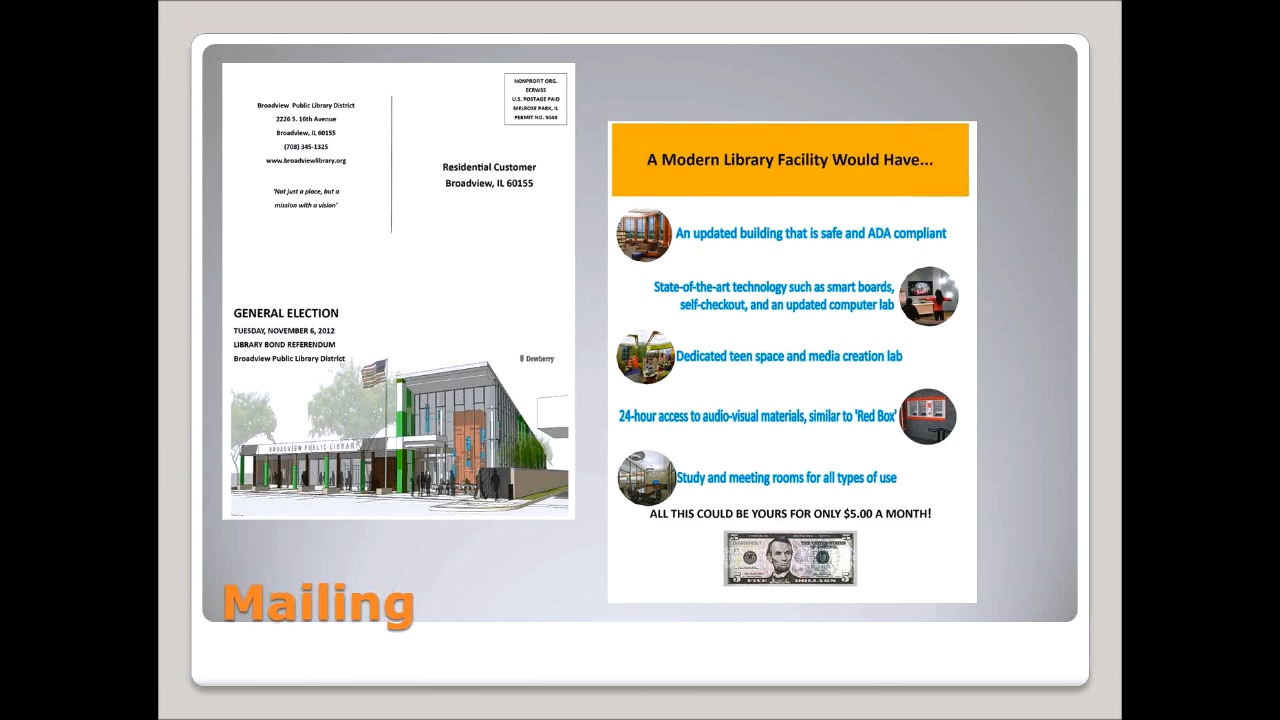 Broadview Public Library District
2226 S. 16th Avenue
Broadview, IL 60155
(708) 345-1325
www.broadviewlibrary.org
'Not just a place, but a
mission with a vision'
NONPROFIT ORG.
ECRWSS
U.S. POSTAGE PAID
MELROSE PARK, IL
PERMIT NO. 5049
Residential Customer
Broadview, IL 60155
GENERAL ELECTION
TUESDAY, NOVEMBER 6, 2012
LIBRARY BOND REFERENDUM
Broadview Public Library District
Dewberry
BROADVIEW PUBLIC LIBRARY
A Modern Library Facility Would Have...
An updated building that is safe and ADA compliant
State-of-the-art technology such as smart boards,
self-checkout, and an updated computer lab
Dedicated teen space and media creation lab
24-hour access to audio-visual materials, similar to 'Red Box'
Study and meeting rooms for all types of use
ALL THIS COULD BE YOURS FOR ONLY $5.00 A MONTH!
FIVE DOLLARS
Mailing